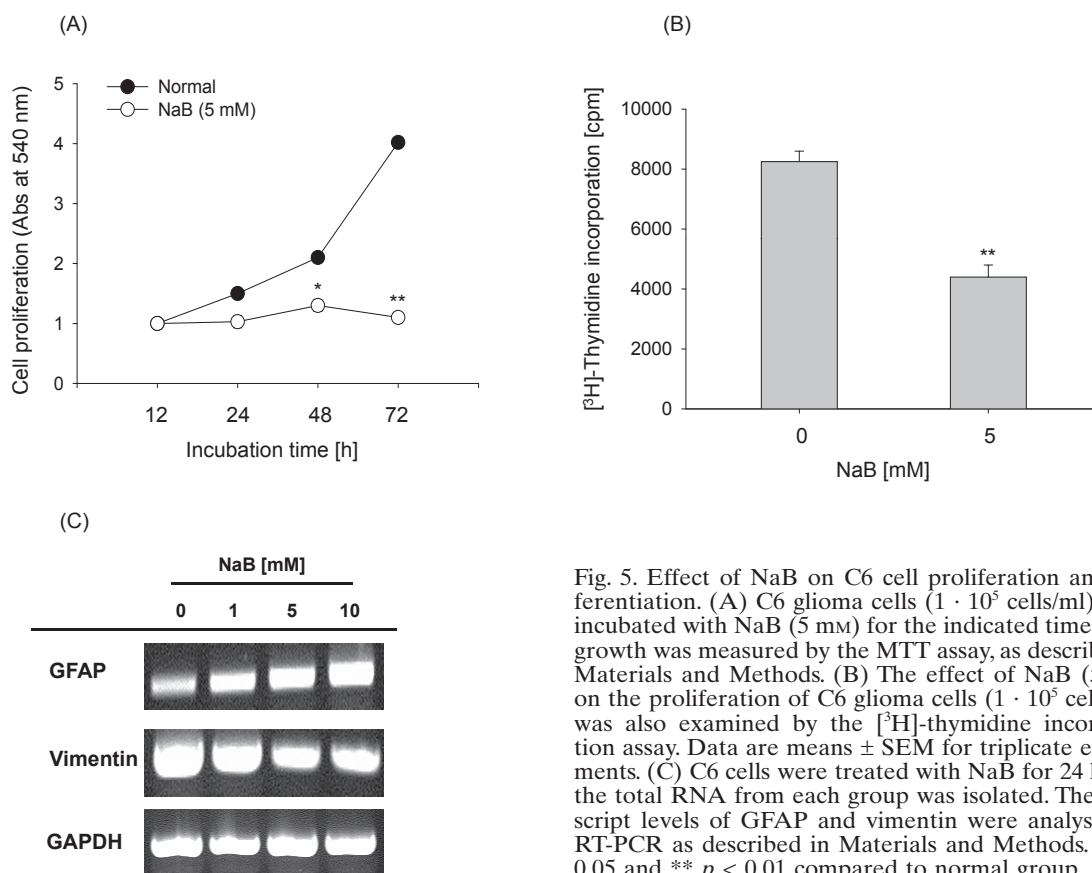 (A)
Cell proliferation (Abs at 540 nm)
5
4
3
2
1
0
Normal
NaB (5 mM)
*
**
12 24 48 72
Incubation time [h]
(B)
[³H]-Thymidine incorporation [cpm]
10000
8000
6000
4000
2000
0
**
0 5
NaB [mM]
(C)
NaB [mM]
0 1 5 10
GFAP
Vimentin
GAPDH
Fig. 5. Effect of NaB on C6 cell proliferation an
ferentiation. (A) C6 glioma cells (1 · 10⁵ cells/ml)
incubated with NaB (5 mM) for the indicated time
growth was measured by the MTT assay, as describ
Materials and Methods. (B) The effect of NaB (
on the proliferation of C6 glioma cells (1 · 10⁵ cel
was also examined by the [³H]-thymidine incor
tion assay. Data are means ± SEM for triplicate e
ments. (C) C6 cells were treated with NaB for 24
the total RNA from each group was isolated. The
script levels of GFAP and vimentin were analys
RT-PCR as described in Materials and Methods.
0.05 and ** p < 0.01 compared to normal group